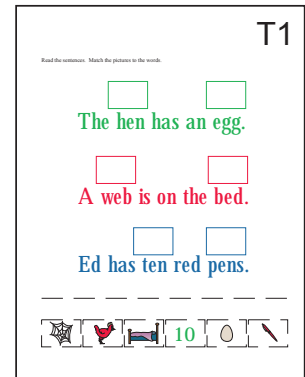 T1
Read the sentences. Match the pictures to the words.
The hen has an egg.
A web is on the bed.
Ed has ten red pens.
10